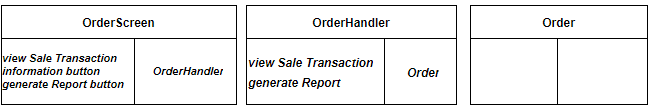 OrderScreen
view Sale Transaction
information button
generate Report button
OrderHandler
OrderHandler
view Sale Transaction
generate Report
Order
Order